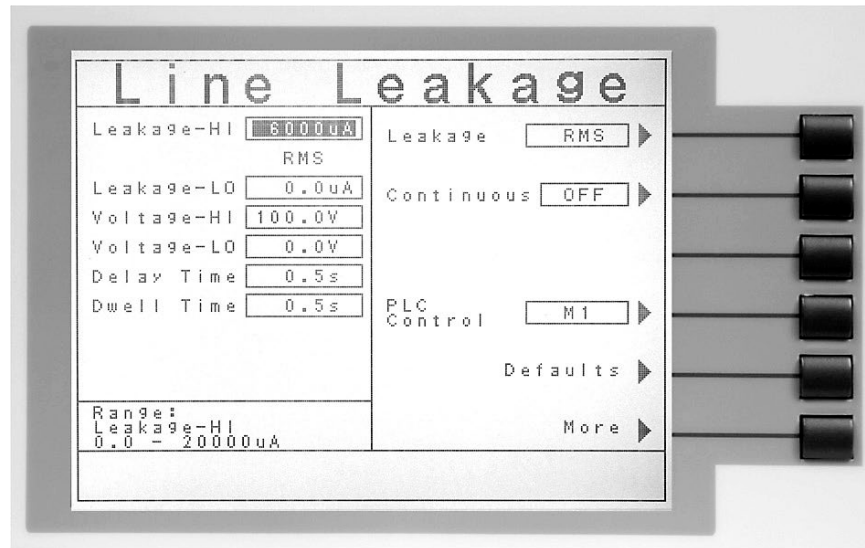 Line Leakage
Leakage-HI 6000uA
RMS
Leakage-LO 0.0uA
Voltage-HI 100.0V
Voltage-LO 0.0V
Delay Time 0.5s
Dwell Time 0.5s
Range:
Leakage-HI
0.0 - 20000uA
Leakage RMS
Continuous OFF
PLC
Control M1
Defaults
More